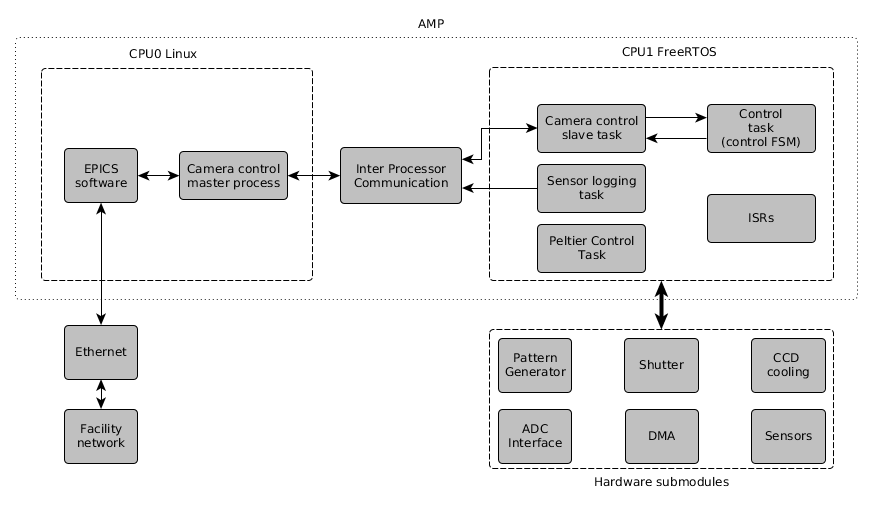 AMP
CPU0 Linux
CPU1 FreeRTOS
EPICS
software
Camera control
master process
Inter Processor
Communication
Camera control
slave task
Control
task
(control FSM)
Sensor logging
task
ISRs
Peltier Control
Task
Ethernet
Facility
network
Pattern
Generator
Shutter
CCD
cooling
ADC
Interface
DMA
Sensors
Hardware submodules